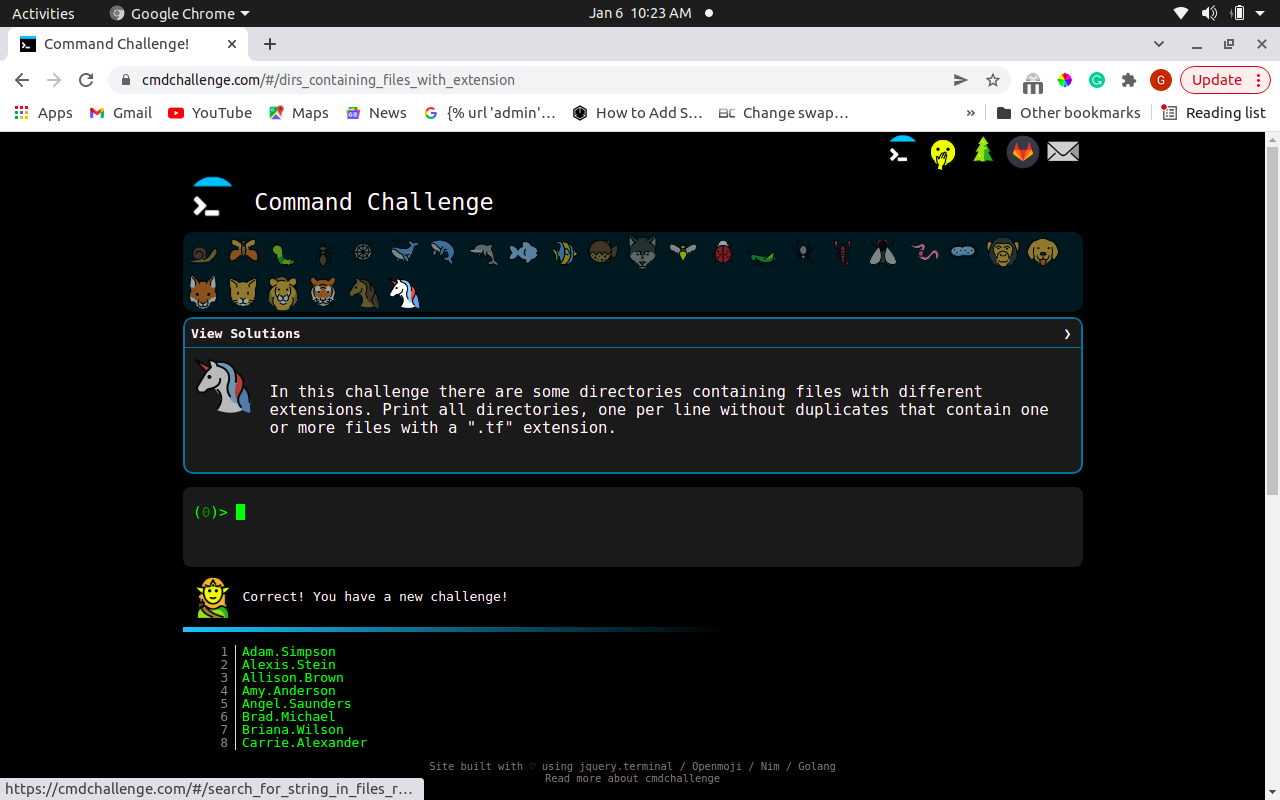 Activities Google Chrome Jan 6 10:23 AM
Command Challenge!
cmdchallenge.com/#/dirs_containing_files_with_extension G Update
Apps Gmail YouTube Maps News {% url 'admin'… How to Add S… BC Change swap… » Other bookmarks Reading list
Command Challenge
View Solutions ❯
In this challenge there are some directories containing files with different
extensions. Print all directories, one per line without duplicates that contain one
or more files with a ".tf" extension.
(0)>
Correct! You have a new challenge!
1 Adam.Simpson
2 Alexis.Stein
3 Allison.Brown
4 Amy.Anderson
5 Angel.Saunders
6 Brad.Michael
7 Briana.Wilson
8 Carrie.Alexander
Site built with ♡ using jquery.terminal / Openmoji / Nim / Golang
Read more about cmdchallenge
https://cmdchallenge.com/#/search_for_string_in_files_r…